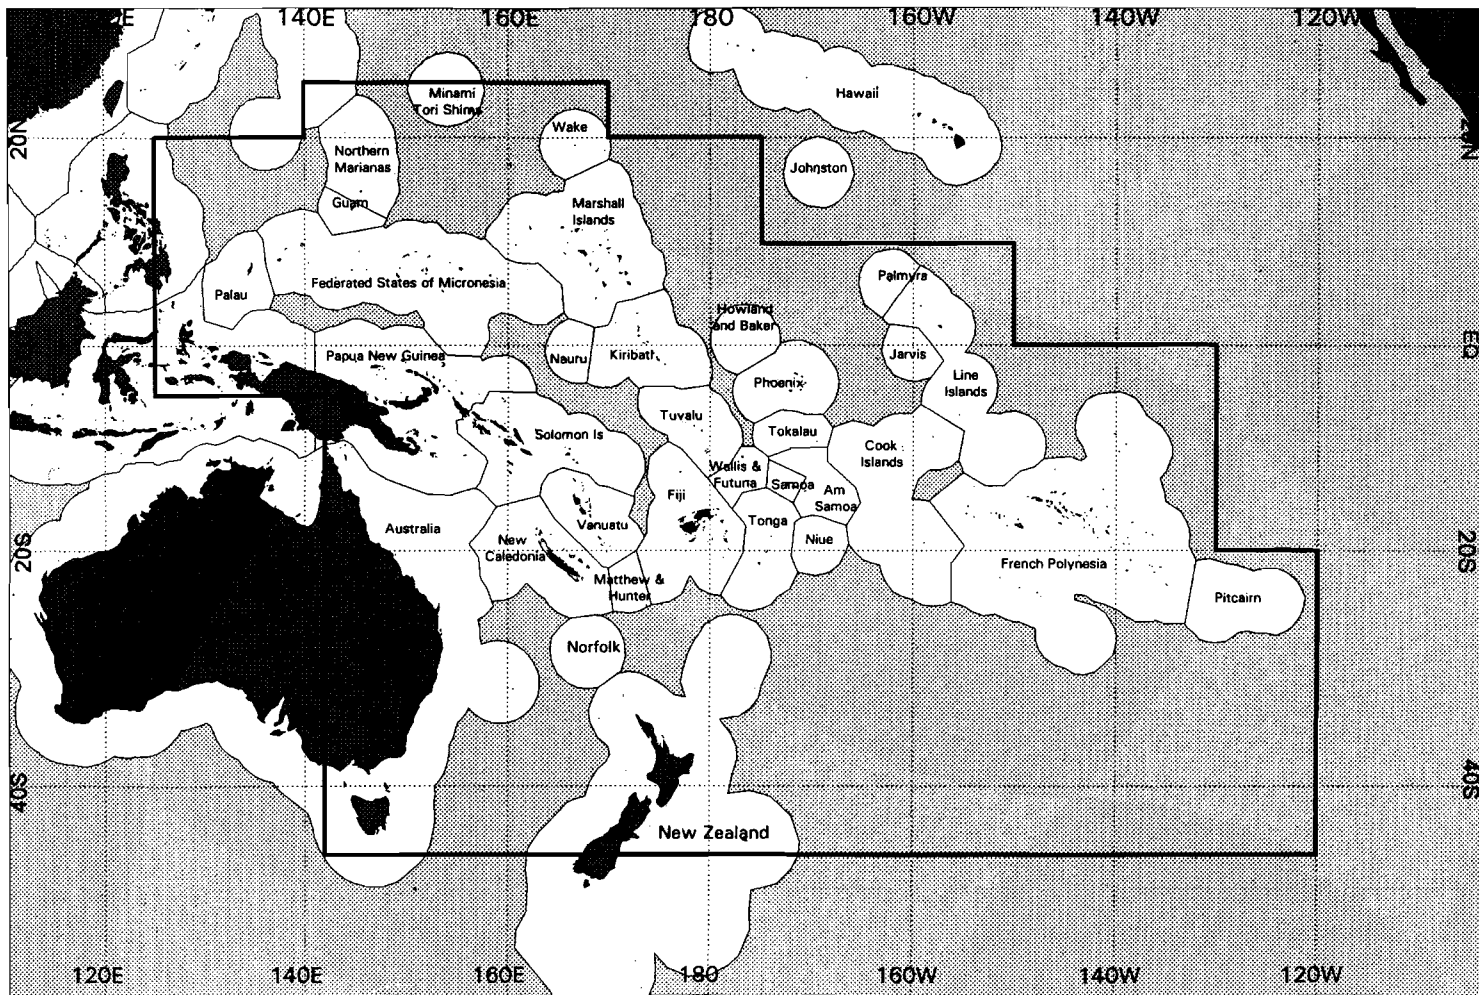 E
140E
160E
180
160W
140W
120W
Minami
Tori Shima
Hawaii
20N
20N
Wake
Northern
Marianas
Johnston
Guam
Marshall
Islands
Palau
Federated States of Micronesia
Palmyra
Howland
and Baker
EQ
Papua New Guinea
Nauru
Kiribati
Jarvis
Phoenix
Line
Islands
Tuvalu
Tokalau
Solomon Is
Cook
Islands
Wallis &
Futuna
Samoa
Am
Samoa
Fiji
Vanuatu
Tonga
Australia
New
Caledonia
Niue
20S
20S
French Polynesia
Matthew &
Hunter
Pitcairn
Norfolk
40S
40S
New Zealand
120E
140E
160E
180
160W
140W
120W